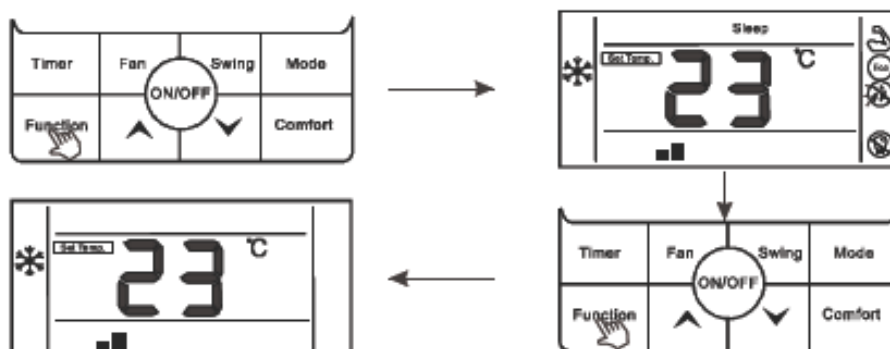 Timer Fan Swing Mode
ON/OFF
Function Comfort
Sleep
Set Temp. 23 °C
Eco
Set Temp. 23 °C
Timer Fan Swing Mode
ON/OFF
Function Comfort